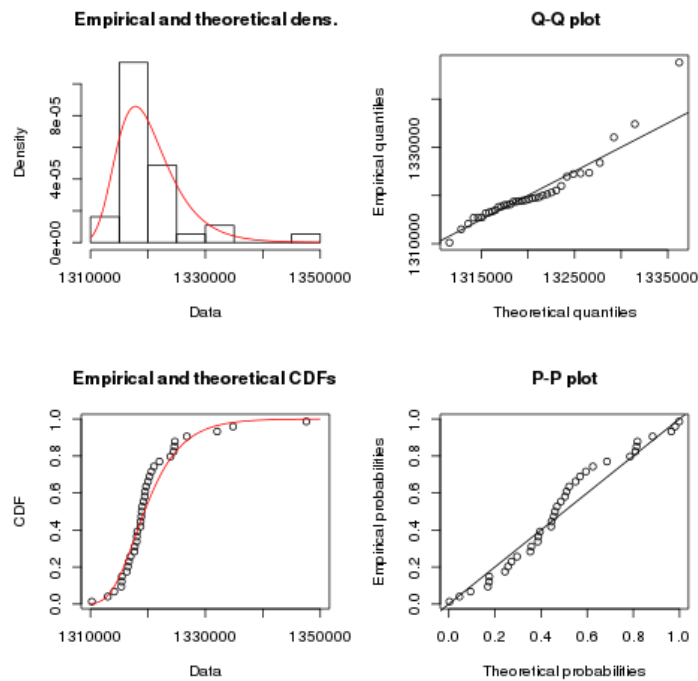 Empirical and theoretical dens.
Density
0e+00
4e-05
8e-05
1310000
1330000
1350000
Data
Q-Q plot
Empirical quantiles
1310000
1330000
1315000
1325000
1335000
Theoretical quantiles
Empirical and theoretical CDFs
CDF
0.0
0.2
0.4
0.6
0.8
1.0
1310000
1330000
1350000
Data
P-P plot
Empirical probabilities
0.0
0.2
0.4
0.6
0.8
1.0
0.0
0.2
0.4
0.6
0.8
1.0
Theoretical probabilities